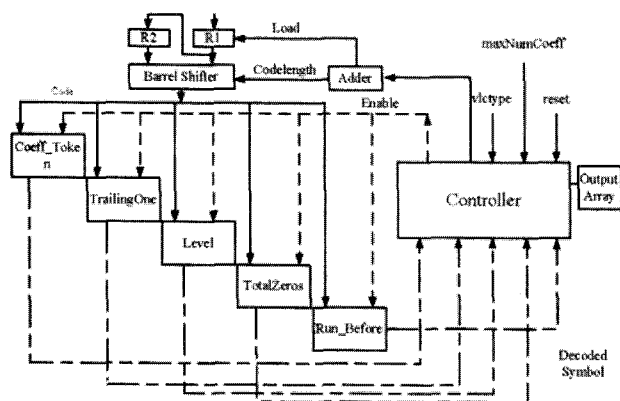 R2
R1
Load
maxNumCoeff
Barrel Shifter
Codelength
Adder
Code
Enable
vlctype
reset
Coeff_Toke
n
TrailingOne
Controller
Output
Array
Level
TotalZeros
Run_Before
Decoded
Symbol